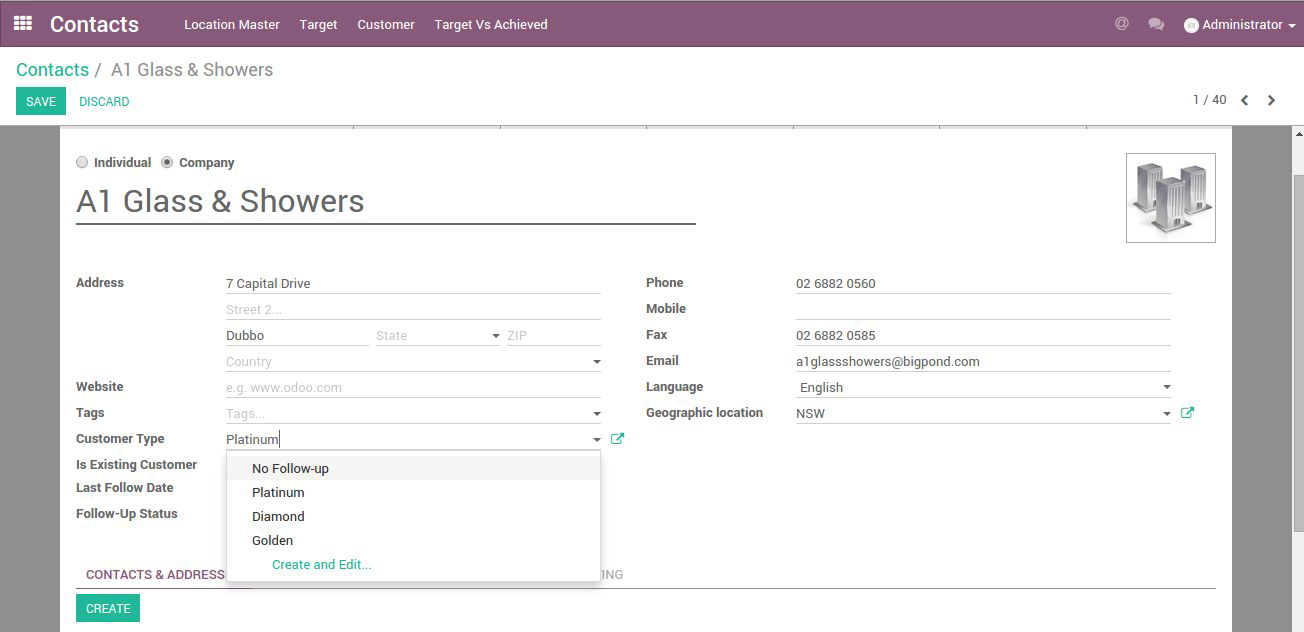 Contacts Location Master Target Customer Target Vs Achieved @ Administrator
Contacts / A1 Glass & Showers
SAVE DISCARD 1 / 40
Individual Company
A1 Glass & Showers
Address 7 Capital Drive Phone 02 6882 0560
Street 2... Mobile
Dubbo State ZIP Fax 02 6882 0585
Country Email a1glassshowers@bigpond.com
Website e.g. www.odoo.com Language English
Tags Tags... Geographic location NSW
Customer Type Platinum
Is Existing Customer No Follow-up
Last Follow Date Platinum
Follow-Up Status Diamond
Golden
Create and Edit...
CONTACTS & ADDRESS ING
CREATE